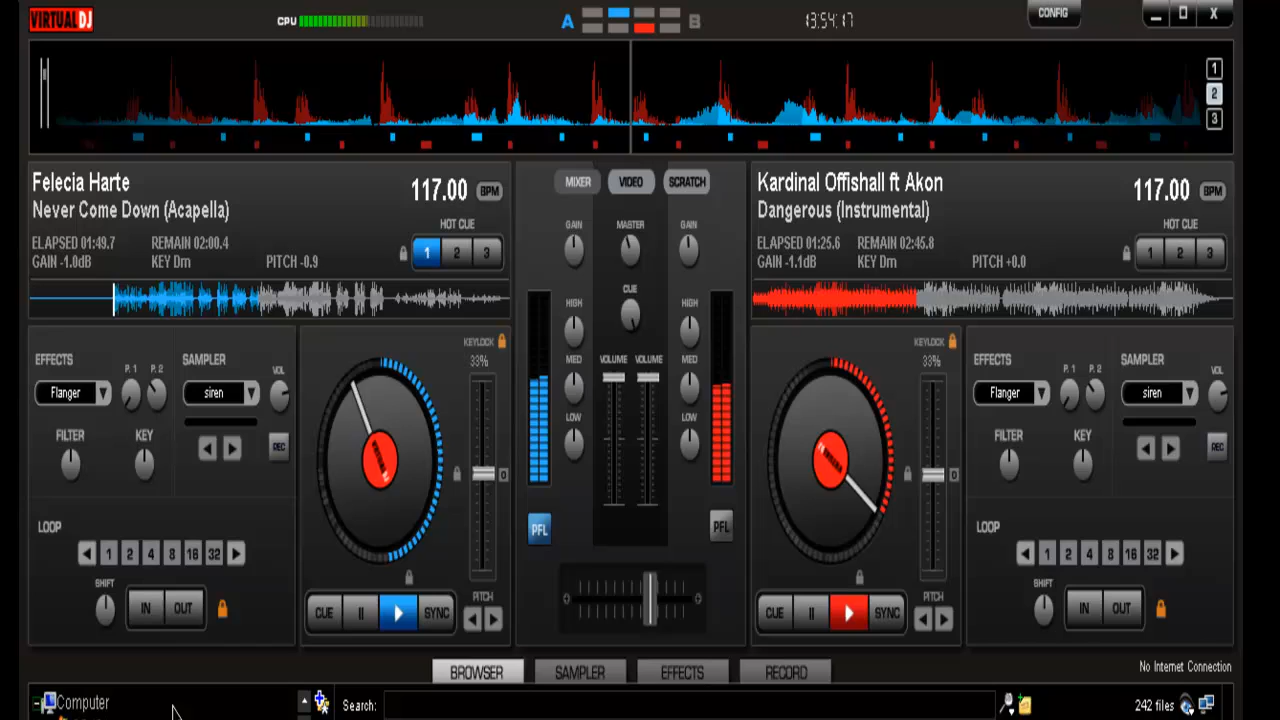 VIRTUAL DJ
CPU
A B
13:54:17
CONFIG
X
1
2
3
Felecia Harte
117.00 BPM
Never Come Down (Acapella)
HOT CUE
ELAPSED 01:49.7 REMAIN 02:00.4
1 2 3
GAIN -1.0dB KEY Dm PITCH -0.9
MIXER VIDEO SCRATCH
GAIN MASTER GAIN
CUE
HIGH HIGH
MED VOLUME VOLUME MED
LOW LOW
PFL PFL
Kardinal Offishall ft Akon
117.00 BPM
Dangerous (Instrumental)
HOT CUE
ELAPSED 01:25.6 REMAIN 02:45.8
1 2 3
GAIN -1.1dB KEY Dm PITCH +0.0
EFFECTS P. 1 P. 2 SAMPLER VOL
Flanger siren
FILTER KEY REC
LOOP
1 2 4 8 16 32
SHIFT
IN OUT
KEYLOCK
33%
CUE II SYNC
PITCH
KEYLOCK
33%
CUE II SYNC
PITCH
EFFECTS P. 1 P. 2 SAMPLER VOL
Flanger siren
FILTER KEY REC
LOOP
1 2 4 8 16 32
SHIFT
IN OUT
BROWSER SAMPLER EFFECTS RECORD
No Internet Connection
Computer
Search:
242 files